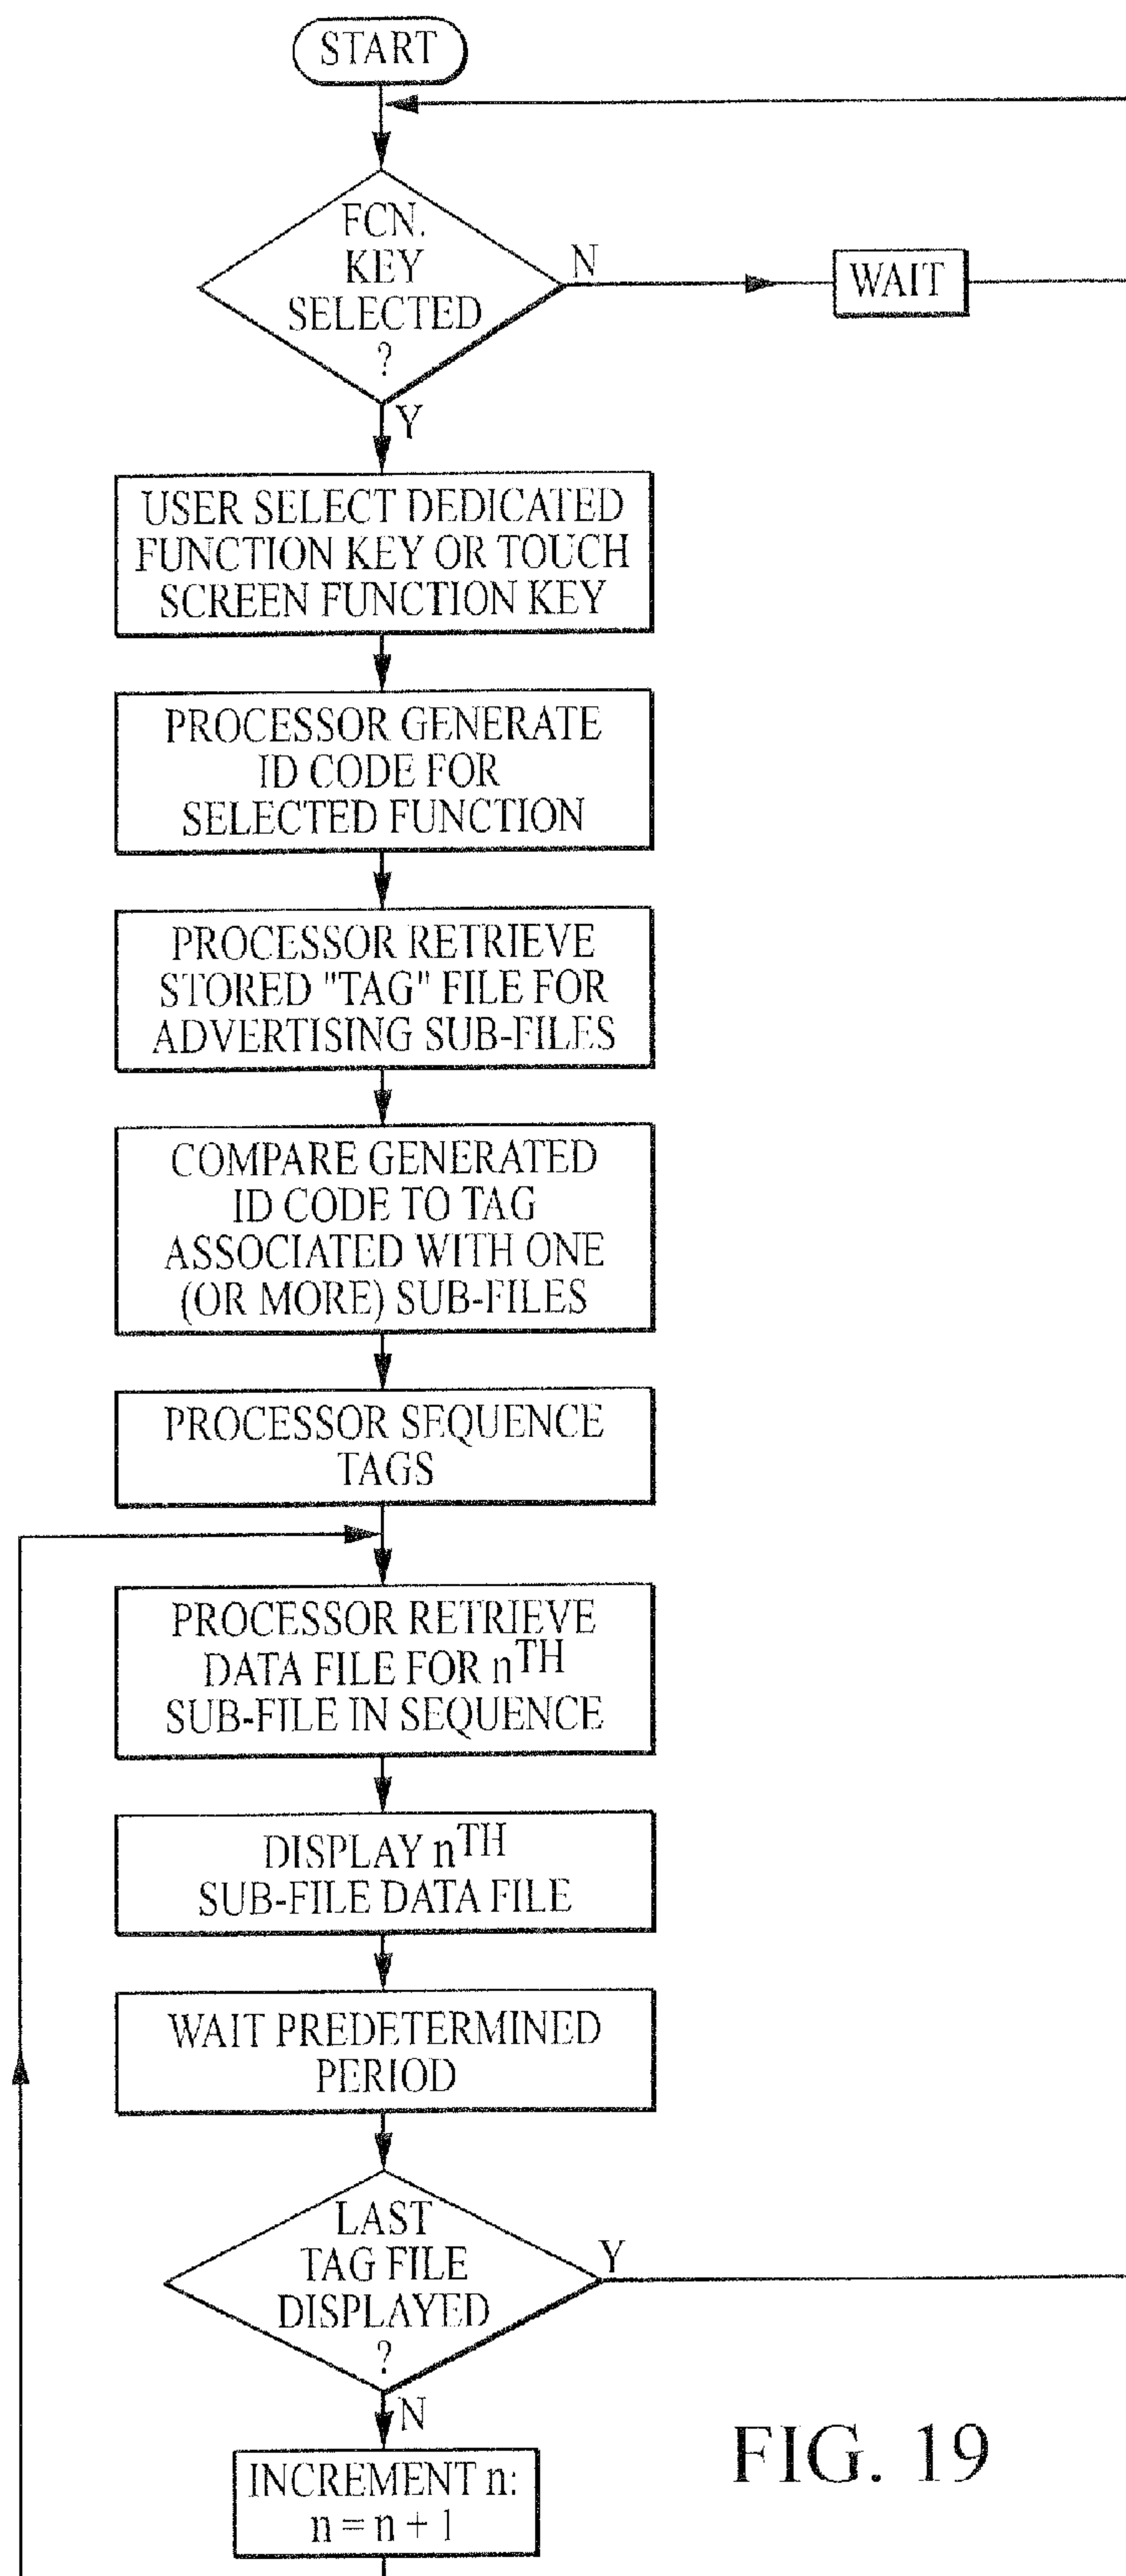 START
FCN.
KEY
SELECTED
?
N
WAIT
Y
USER SELECT DEDICATED
FUNCTION KEY OR TOUCH
SCREEN FUNCTION KEY
PROCESSOR GENERATE
ID CODE FOR
SELECTED FUNCTION
PROCESSOR RETRIEVE
STORED "TAG" FILE FOR
ADVERTISING SUB-FILES
COMPARE GENERATED
ID CODE TO TAG
ASSOCIATED WITH ONE
(OR MORE) SUB-FILES
PROCESSOR SEQUENCE
TAGS
PROCESSOR RETRIEVE
DATA FILE FOR nTH
SUB-FILE IN SEQUENCE
DISPLAY nTH
SUB-FILE DATA FILE
WAIT PREDETERMINED
PERIOD
LAST
TAG FILE
DISPLAYED
?
Y
N
INCREMENT n:
n = n + 1
FIG. 19